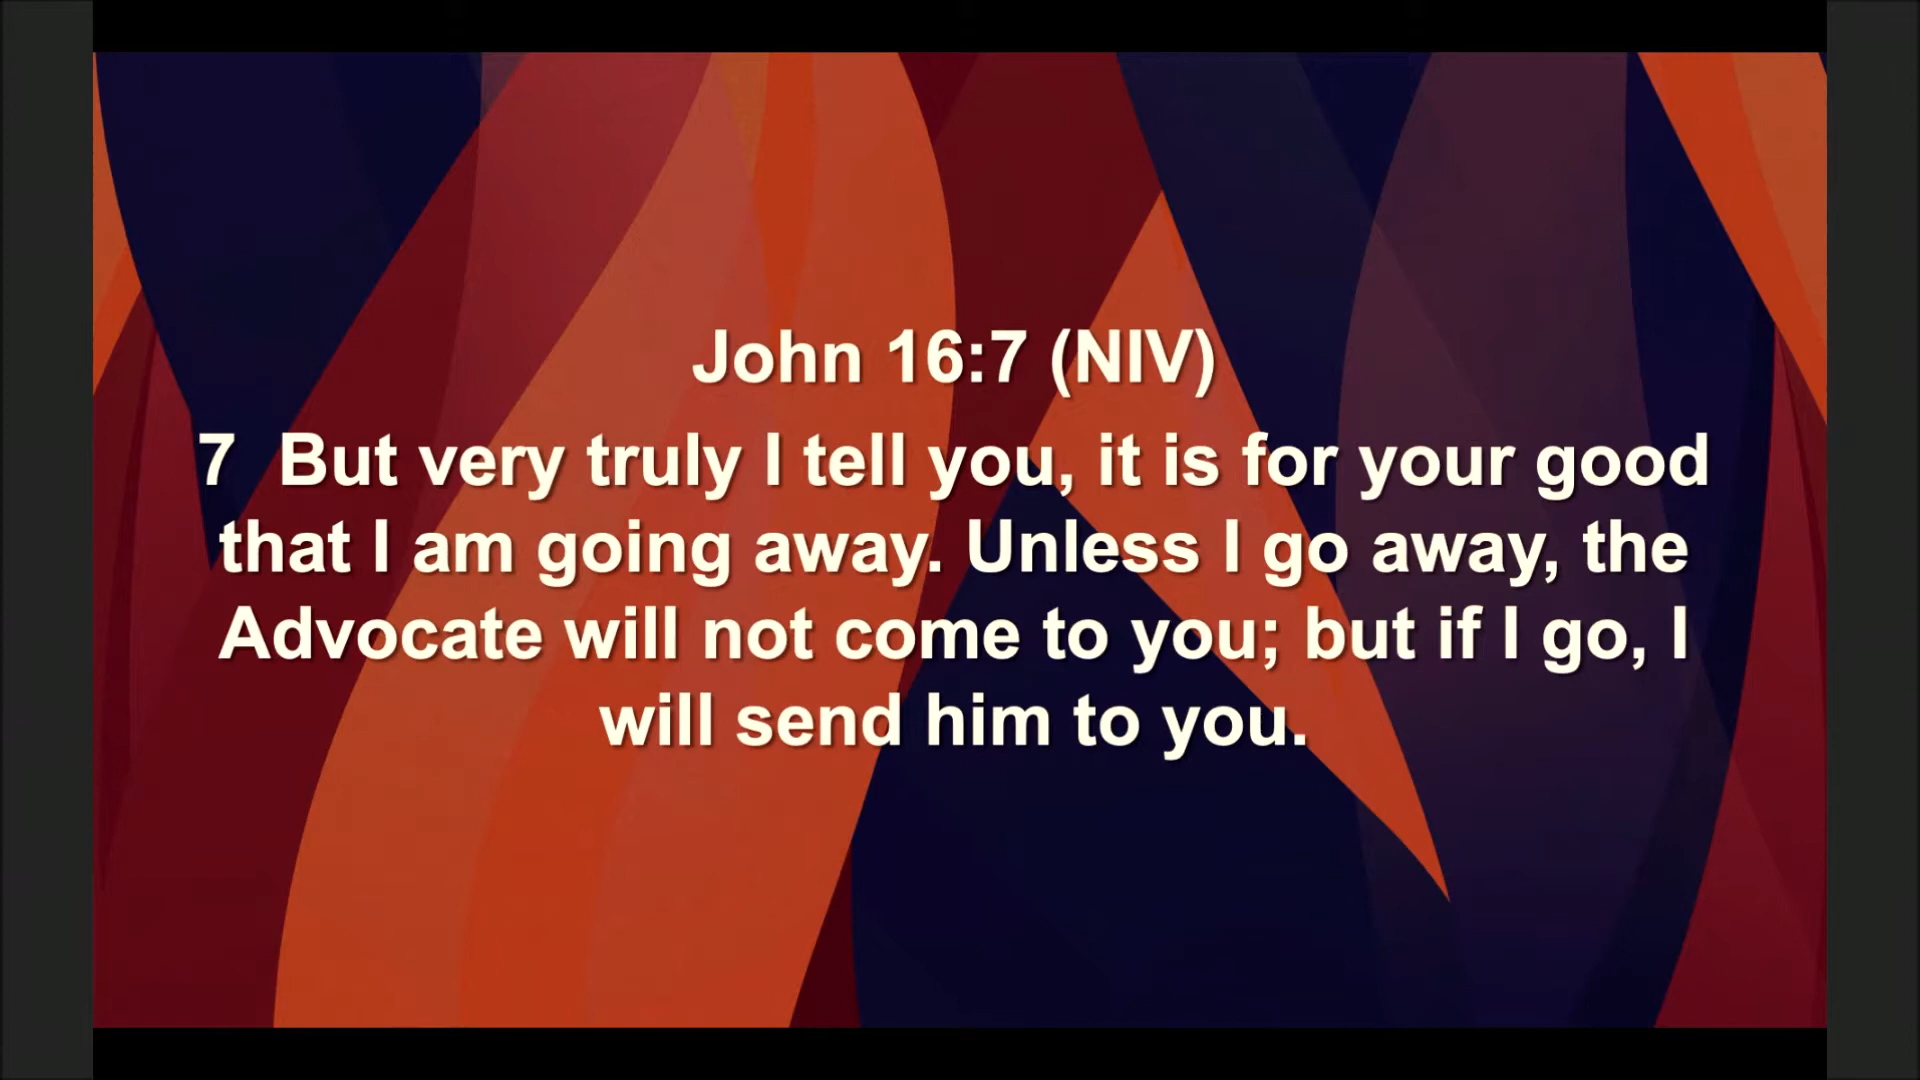 John 16:7 (NIV)
7 But very truly I tell you, it is for your good
that I am going away. Unless I go away, the
Advocate will not come to you; but if I go, I
will send him to you.